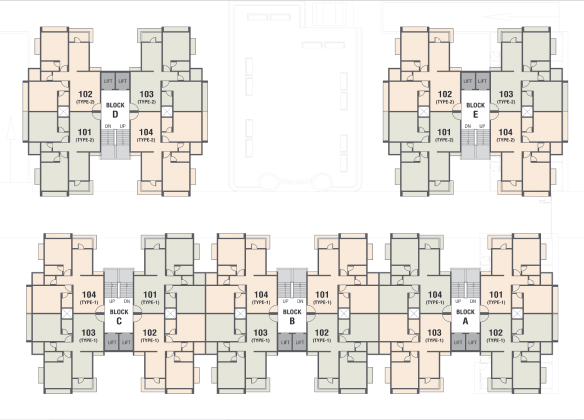 LIFT LIFT
102
(TYPE-2)
103
(TYPE-2)
BLOCK
D
101
(TYPE-2)
DN UP
104
(TYPE-2)
LIFT LIFT
102
(TYPE-2)
103
(TYPE-2)
BLOCK
E
101
(TYPE-2)
DN UP
104
(TYPE-2)
104
(TYPE-1)
UP DN
101
(TYPE-1)
BLOCK
C
103
(TYPE-1)
102
(TYPE-1)
LIFT LIFT
104
(TYPE-1)
UP DN
101
(TYPE-1)
BLOCK
B
103
(TYPE-1)
102
(TYPE-1)
LIFT LIFT
104
(TYPE-1)
UP DN
101
(TYPE-1)
BLOCK
A
103
(TYPE-1)
102
(TYPE-1)
LIFT LIFT